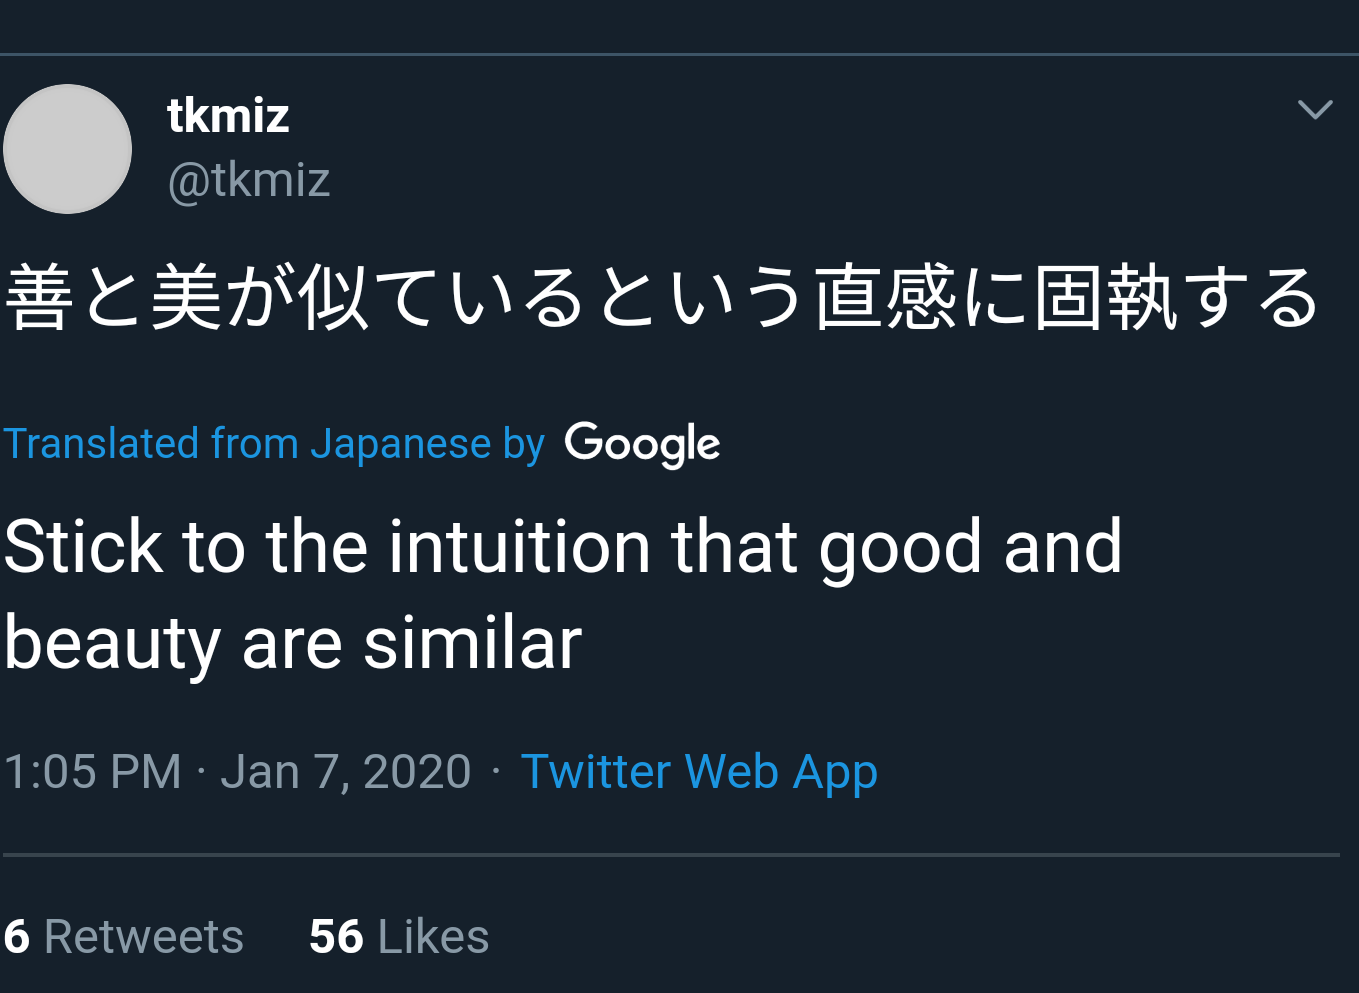 tkmiz
@tkmiz
善と美が似ているという直感に固執する
Translated from Japanese by Google
Stick to the intuition that good and
beauty are similar
1:05 PM · Jan 7, 2020 · Twitter Web App
6 Retweets 56 Likes